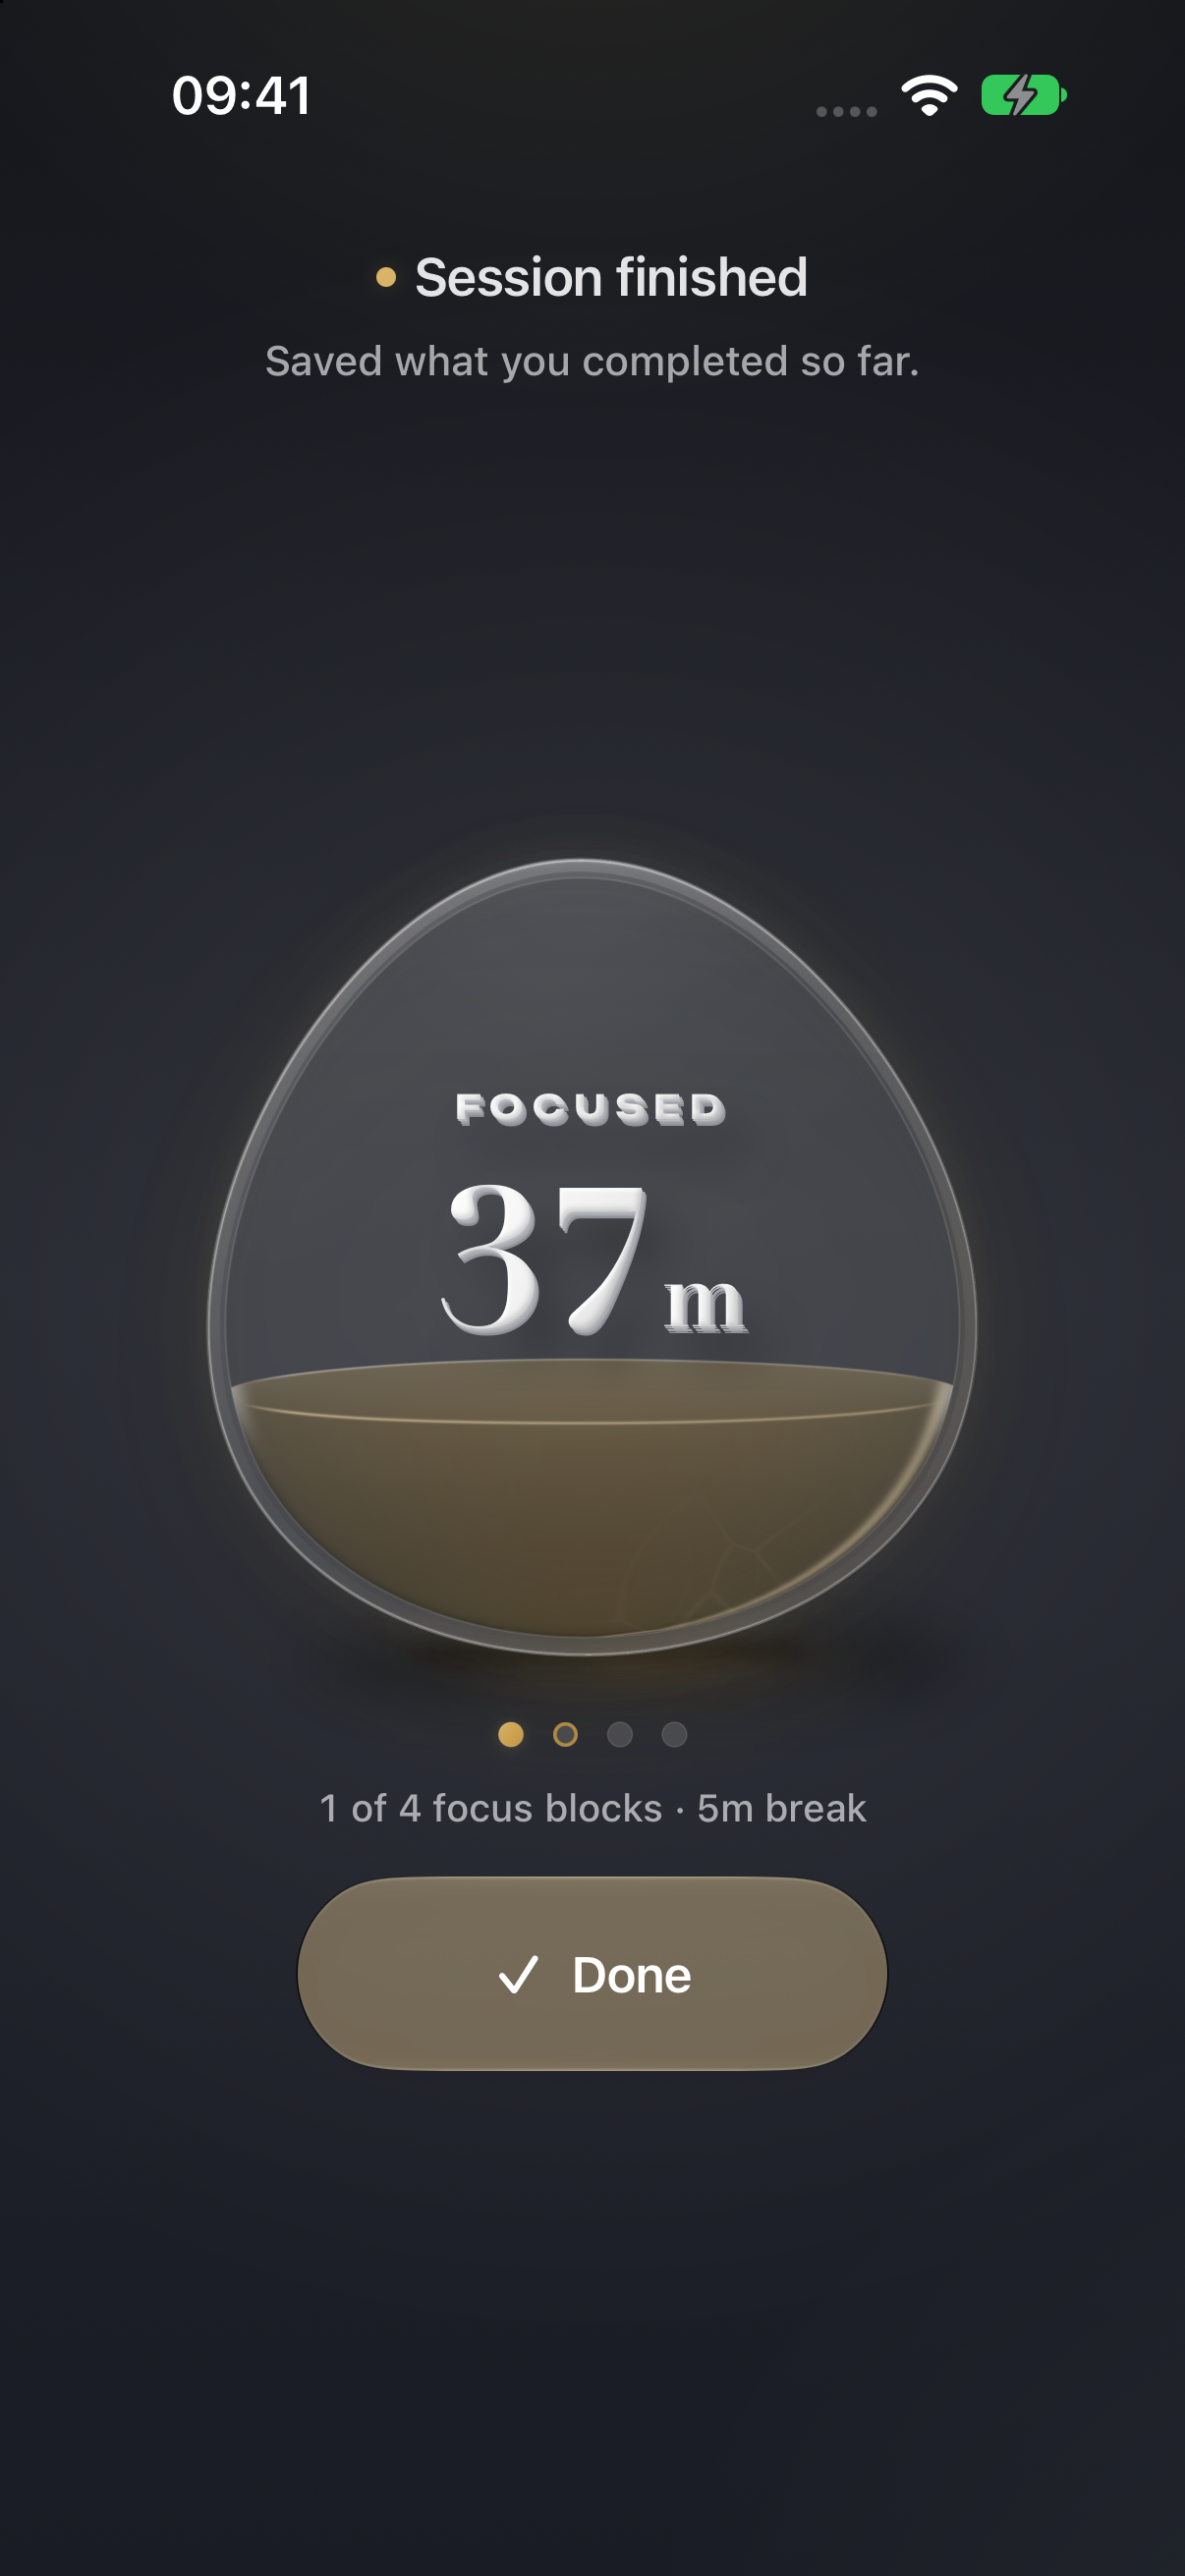 09:41
Session finished
Saved what you completed so far.
FOCUSED
37m
1 of 4 focus blocks · 5m break
Done